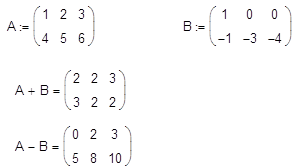 A := ( 1 2 3 ) B := ( 1 0 0 )
( 4 5 6 ) ( −1 −3 −4 )
A + B = ( 2 2 3 )
( 3 2 2 )
A − B = ( 0 2 3 )
( 5 8 10 )